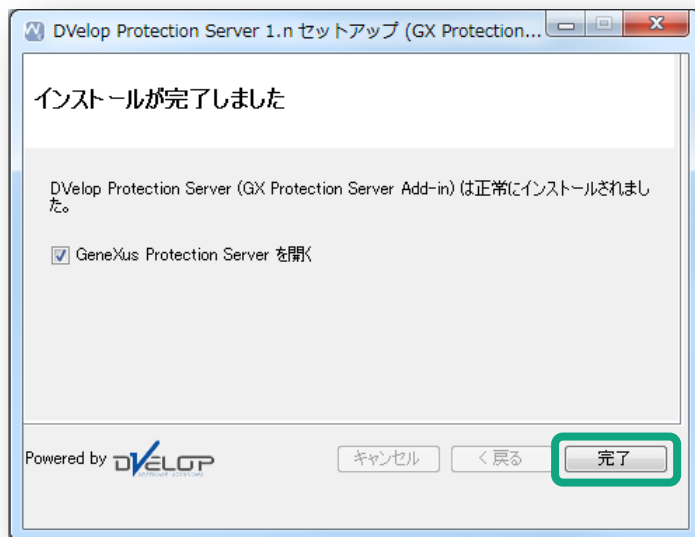 DVelop Protection Server 1.n セットアップ (GX Protection...
インストールが完了しました
DVelop Protection Server (GX Protection Server Add-in) は正常にインストールされまし
た。
GeneXus Protection Server を開く
Powered by DVELOP
キャンセル
< 戻る
完了